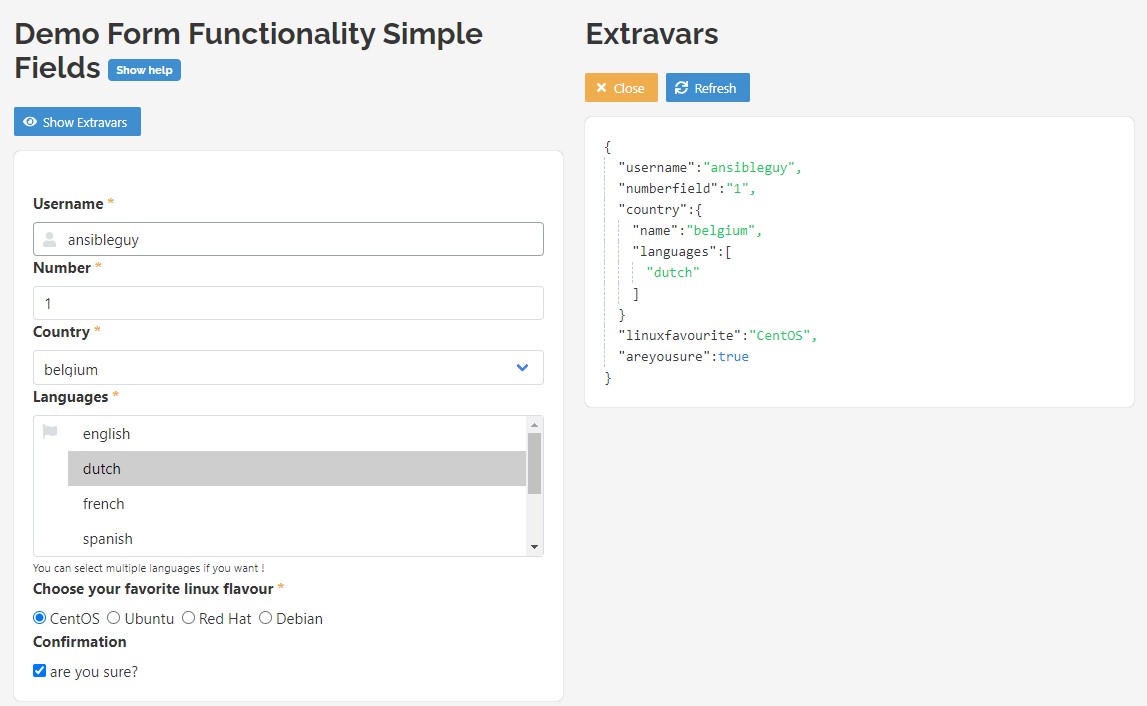 Demo Form Functionality Simple
Fields Show help
Show Extravars
Username *
ansibleguy
Number *
1
Country *
belgium
Languages *
english
dutch
french
spanish
You can select multiple languages if you want !
Choose your favorite linux flavour *
CentOS Ubuntu Red Hat Debian
Confirmation
are you sure?
Extravars
Close Refresh
{
"username":"ansibleguy",
"numberfield":"1",
"country":{
"name":"belgium",
"languages":[
"dutch"
]
}
"linuxfavourite":"CentOS",
"areyousure":true
}